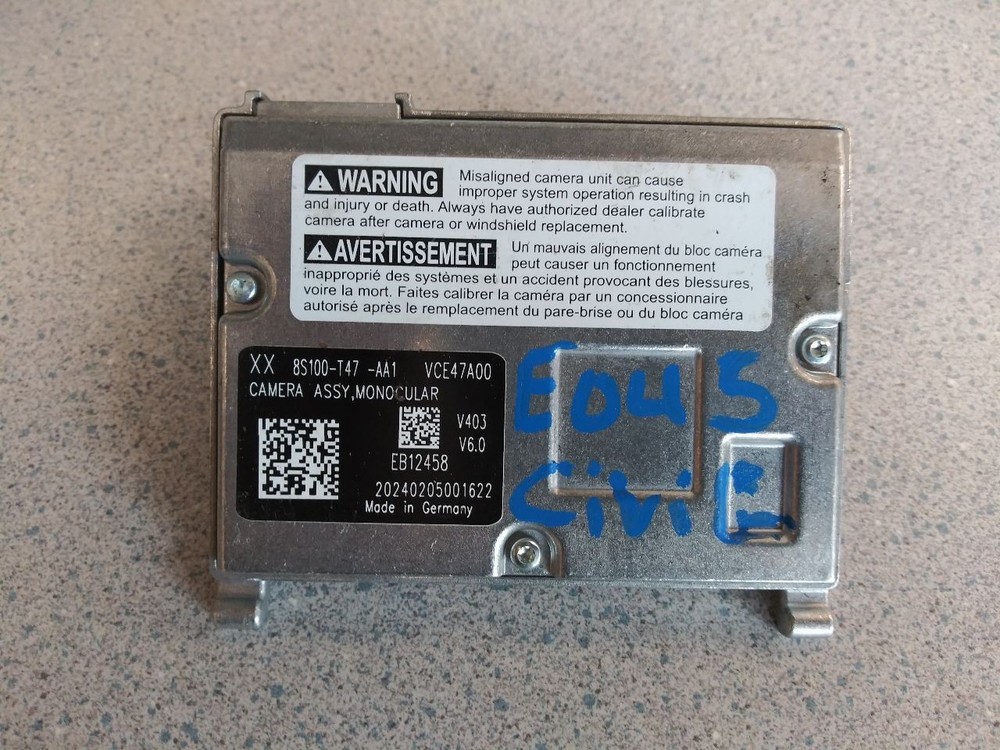 WARNING Misaligned camera unit can cause
improper system operation resulting in crash
and injury or death. Always have authorized dealer calibrate
camera after camera or windshield replacement.
AVERTISSEMENT Un mauvais alignement du bloc caméra
peut causer un fonctionnement
inapproprié des systèmes et un accident provocant des blessures,
voire la mort. Faites calibrer la caméra par un concessionnaire
autorisé après le remplacement du pare-brise ou du bloc caméra
XX 8S100-T47 -AA1 VCE47A00
CAMERA ASSY,MONOCULAR
V403
V6.0
EB12458
20240205001622
Made in Germany
E045
Civic